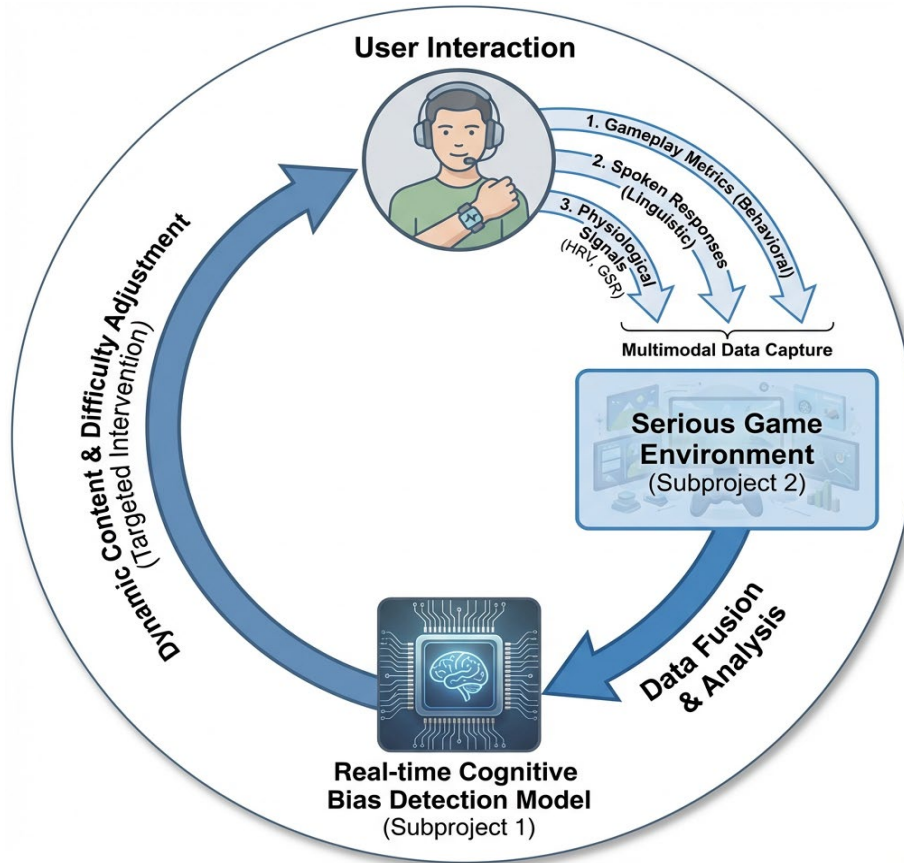 User Interaction
1. Gameplay Metrics (Behavioral)
2. Spoken Responses
(Linguistic)
3. Physiological
Signals
(HRV, GSR)
Multimodal Data Capture
Serious Game
Environment
(Subproject 2)
Data Fusion
& Analysis
Real-time Cognitive
Bias Detection Model
(Subproject 1)
Dynamic Content & Difficulty Adjustment
(Targeted Intervention)